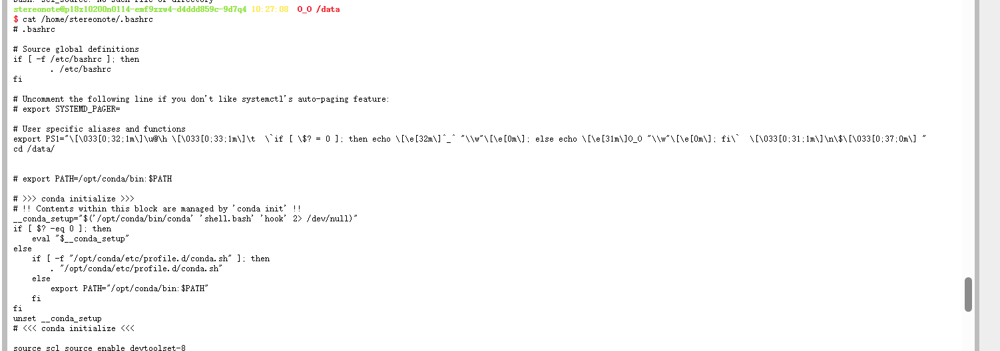 bash: scl_source: No such file or directory
stereonote@p18z10200n0114-emf9zzw4-d4ddd859c-9d7q4 10:27:08  O_O /data
$ cat /home/stereonote/.bashrc
# .bashrc
# Source global definitions
if [ -f /etc/bashrc ]; then
        . /etc/bashrc
fi
# Uncomment the following line if you don't like systemctl's auto-paging feature:
# export SYSTEMD_PAGER=
# User specific aliases and functions
export PS1="\[\033[0;32;1m\]\u@\h \[\033[0;33;1m\]\t  \`if [ \$? = 0 ]; then echo \[\e[32m\]^_^ "\\w"\[\e[0m\]; else echo \[\e[31m\]O_O "\\w"\[\e[0m\]; fi\`  \[\033[0;31;1m\]\n\$\[\033[0;37;0m\] "
cd /data/
# export PATH=/opt/conda/bin:$PATH
# >>> conda initialize >>>
# !! Contents within this block are managed by 'conda init' !!
__conda_setup="$('/opt/conda/bin/conda' 'shell.bash' 'hook' 2> /dev/null)"
if [ $? -eq 0 ]; then
    eval "$__conda_setup"
else
    if [ -f "/opt/conda/etc/profile.d/conda.sh" ]; then
        . "/opt/conda/etc/profile.d/conda.sh"
    else
        export PATH="/opt/conda/bin:$PATH"
    fi
fi
unset __conda_setup
# <<< conda initialize <<<
source scl_source enable devtoolset-8